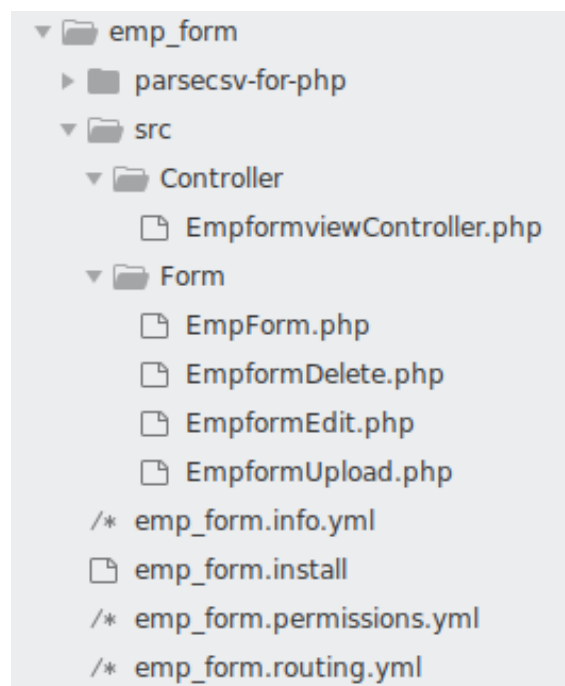 emp_form
parsecsv-for-php
src
Controller
EmpformviewController.php
Form
EmpForm.php
EmpformDelete.php
EmpformEdit.php
EmpformUpload.php
/* emp_form.info.yml
emp_form.install
/* emp_form.permissions.yml
/* emp_form.routing.yml